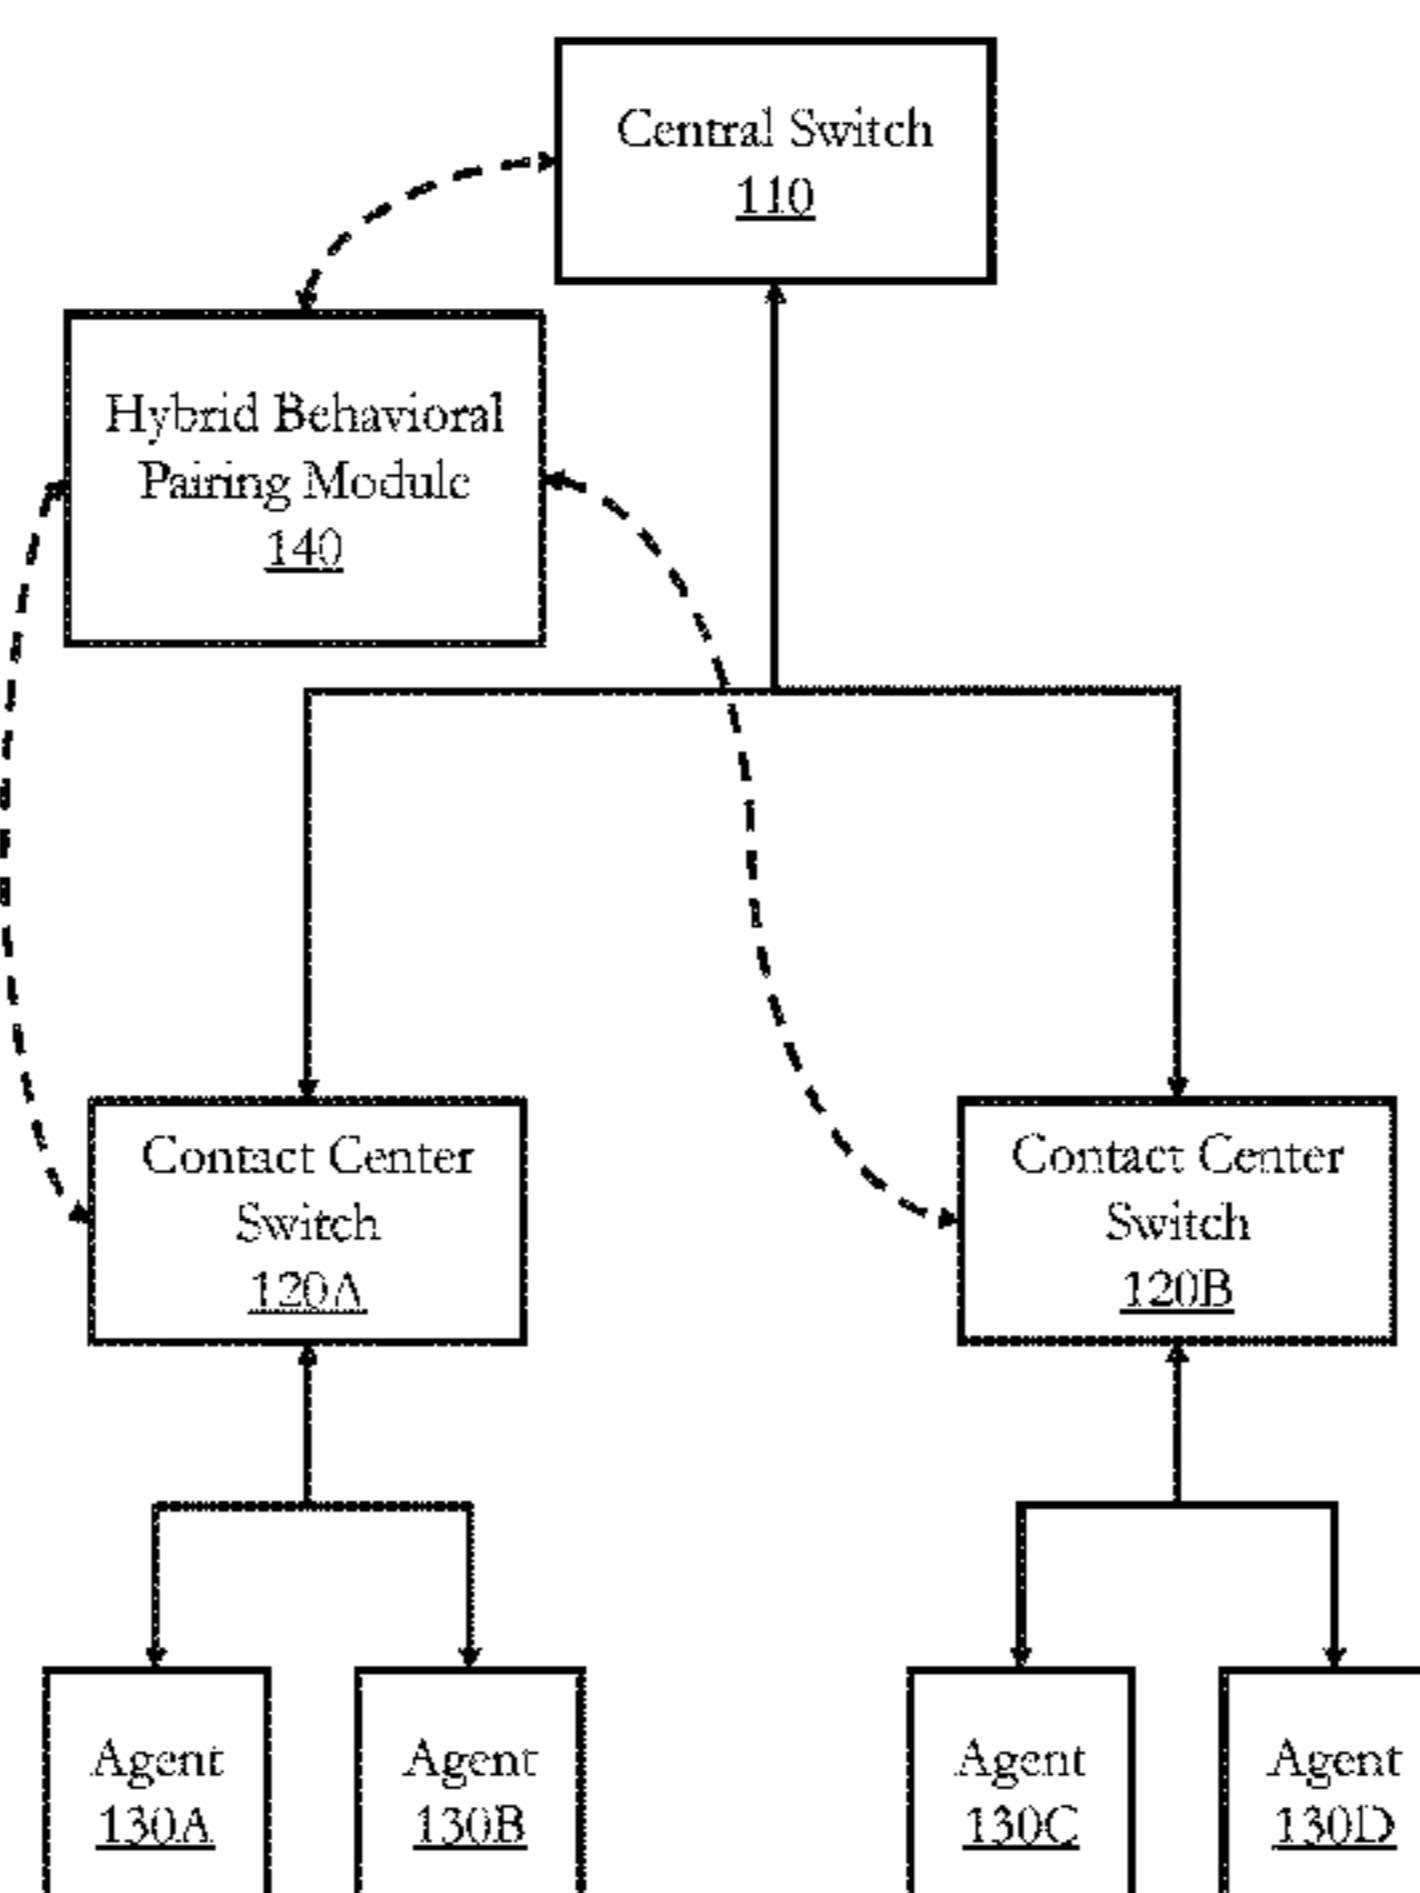 Central Switch
110
Hybrid Behavioral
Pairing Module
140
Contact Center
Switch
120A
Contact Center
Switch
120B
Agent
130A
Agent
130B
Agent
130C
Agent
130D